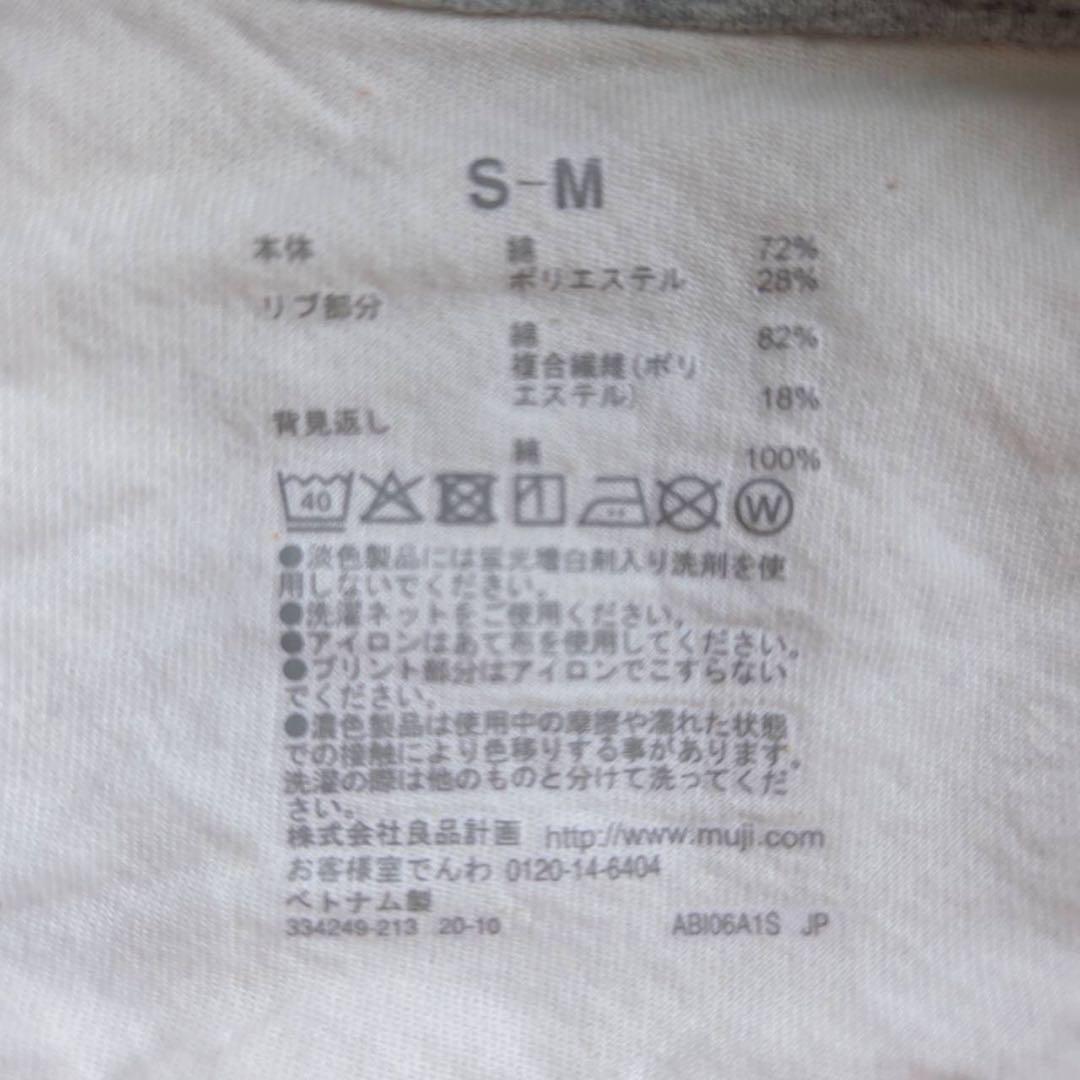 S-M
本体 綿 72%
ポリエステル 28%
リブ部分
綿 82%
複合繊維(ポリ
エステル) 18%
背見返し
綿 100%
40 W
●淡色製品には蛍光増白剤入り洗剤を使
用しないでください。
●洗濯ネットをご使用ください。
●アイロンはあて布を使用してください。
●プリント部分はアイロンでこすらない
でください。
●濃色製品は使用中の摩擦や濡れた状態
での接触により色移りする事があります。
洗濯の際は他のものと分けて洗ってくだ
さい。
株式会社良品計画 http://www.muji.com
お客様室でんわ 0120-14-6404
ベトナム製
334249-213 20-10 ABI06A1S JP